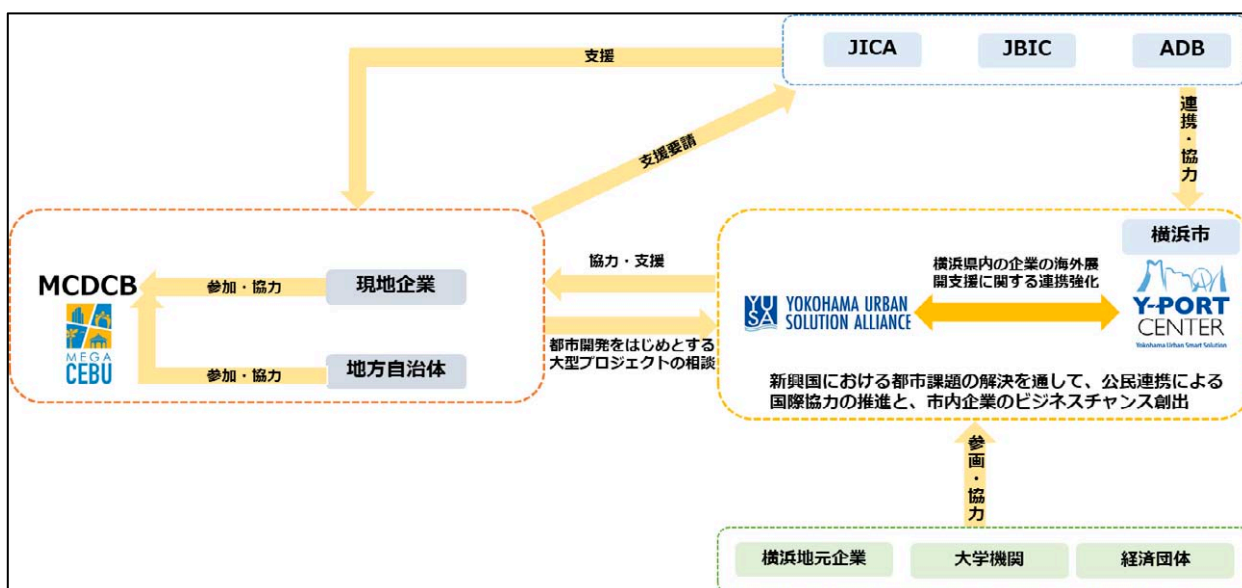 JICA
JBIC
ADB
支援
支援要請
連携・協力
MCDCB
MEGA
CEBU
参加・協力
現地企業
参加・協力
地方自治体
協力・支援
都市開発をはじめとする
大型プロジェクトの相談
横浜市
YUSA
YOKOHAMA URBAN
SOLUTION ALLIANCE
横浜県内の企業の海外展
開支援に関する連携強化
Y-PORT
CENTER
Yokohama Urban Smart Solution
新興国における都市課題の解決を通して、公民連携による
国際協力の推進と、市内企業のビジネスチャンス創出
参画・協力
横浜地元企業
大学機関
経済団体